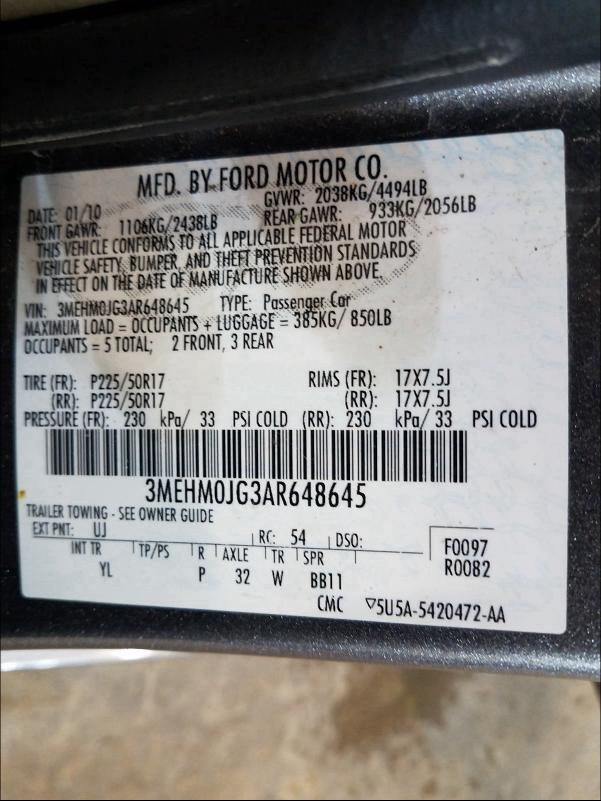 MFD. BY FORD MOTOR CO.
DATE: 01/10 GVWR: 2038KG/4494LB
FRONT GAWR: 1106KG/2438LB REAR GAWR: 933KG/2056LB
THIS VEHICLE CONFORMS TO ALL APPLICABLE FEDERAL MOTOR
VEHICLE SAFETY, BUMPER, AND THEFT PREVENTION STANDARDS
IN EFFECT ON THE DATE OF MANUFACTURE SHOWN ABOVE.
VIN: 3MEHM0JG3AR648645 TYPE: Passenger Car
MAXIMUM LOAD = OCCUPANTS + LUGGAGE = 385KG/ 850LB
OCCUPANTS = 5 TOTAL; 2 FRONT, 3 REAR
TIRE (FR): P225/50R17 RIMS (FR): 17X7.5J
(RR): P225/50R17 (RR): 17X7.5J
PRESSURE (FR): 230 kPa/ 33 PSI COLD (RR): 230 kPa/ 33 PSI COLD
3MEHM0JG3AR648645
TRAILER TOWING - SEE OWNER GUIDE
EXT PNT: UJ RC: 54 DSO:
INT TR TP/PS R AXLE TR SPR F0097
YL P 32 W BB11 R0082
CMC ▽5U5A-5420472-AA